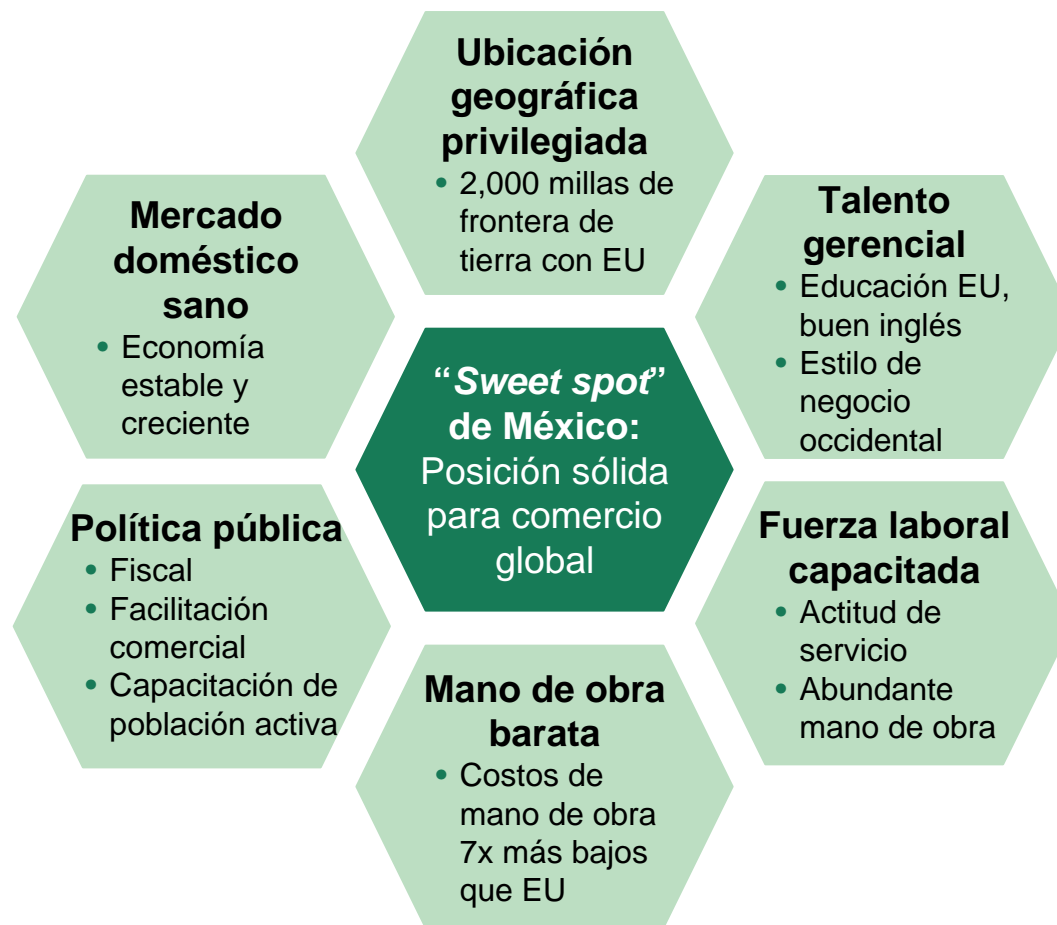 Ubicación
geográfica
privilegiada
• 2,000 millas de
frontera de
tierra con EU
Mercado
doméstico
sano
• Economía
estable y
creciente
Talento
gerencial
• Educación EU,
buen inglés
• Estilo de
negocio
occidental
“Sweet spot”
de México:
Posición sólida
para comercio
global
Política pública
• Fiscal
• Facilitación
comercial
• Capacitación de
población activa
Fuerza laboral
capacitada
• Actitud de
servicio
• Abundante
mano de obra
Mano de obra
barata
• Costos de
mano de obra
7x más bajos
que EU